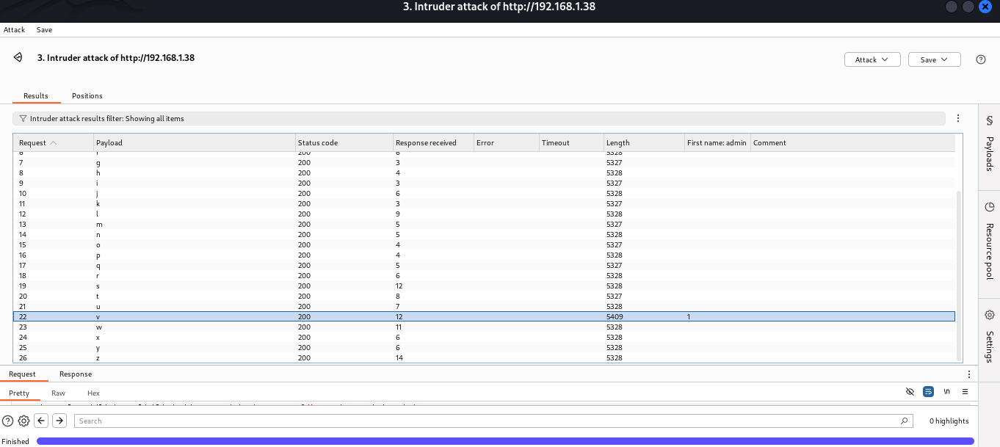 3. Intruder attack of http://192.168.1.38
Attack Save
3. Intruder attack of http://192.168.1.38
Attack Save
Results Positions
Intruder attack results filter: Showing all items
Request Payload Status code Response received Error Timeout Length First name: admin Comment
6 200 6 5328
7 g 200 3 5327
8 h 200 4 5328
9 i 200 3 5327
10 j 200 6 5328
11 k 200 3 5327
12 l 200 9 5328
13 m 200 5 5327
14 n 200 5 5328
15 o 200 4 5327
16 p 200 4 5328
17 q 200 5 5327
18 r 200 6 5328
19 s 200 12 5328
20 t 200 8 5327
21 u 200 7 5328
22 v 200 12 5409 1
23 w 200 11 5328
24 x 200 6 5328
25 y 200 6 5328
26 z 200 14 5328
Payloads
Resource pool
Settings
Request Response
Pretty Raw Hex
\n
Search
0 highlights
Finished